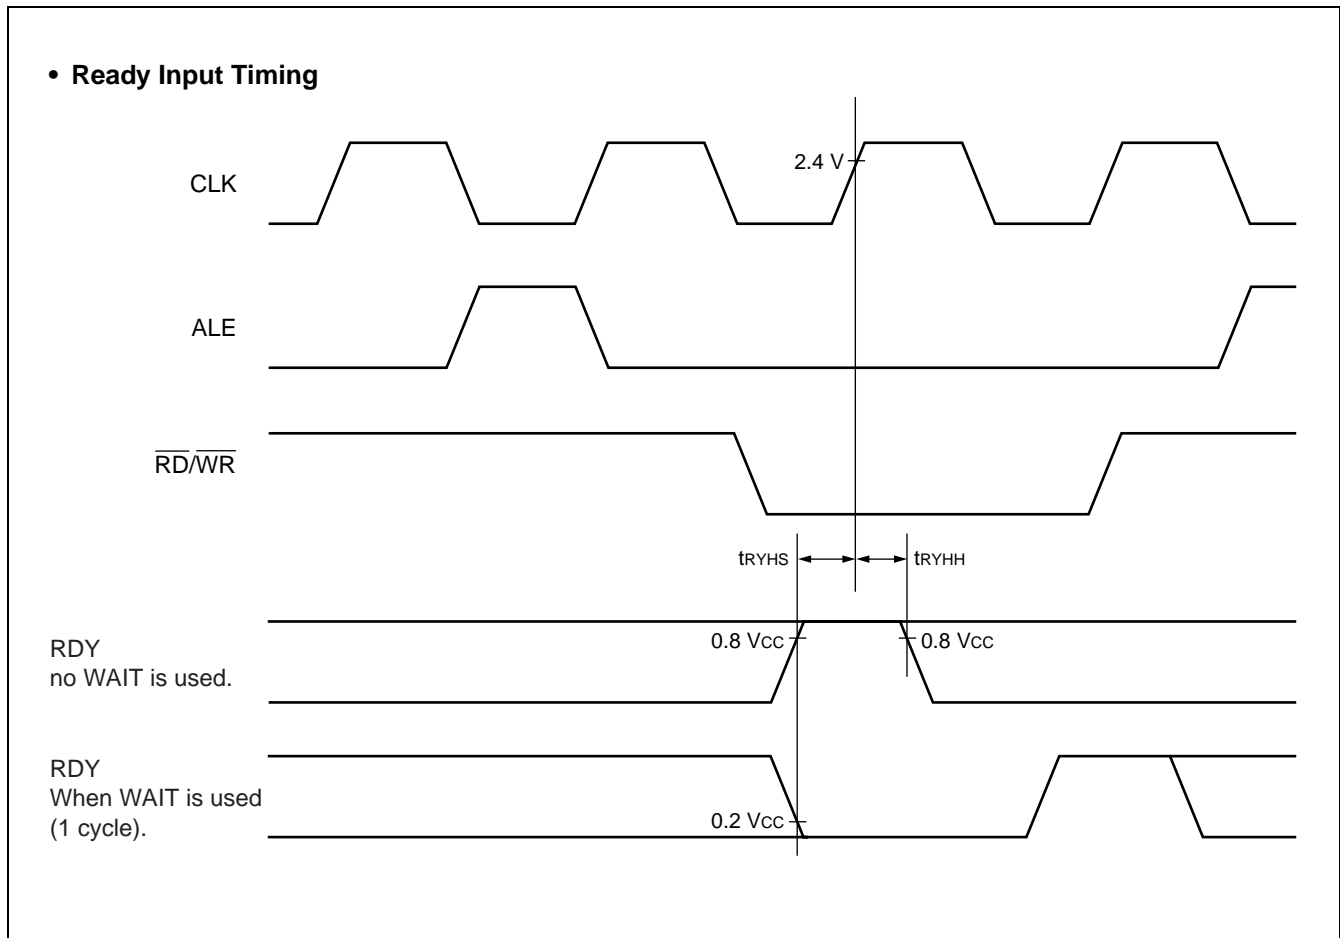 • Ready Input Timing
CLK
2.4 V
ALE
RD/WR
tRYHS
tRYHH
RDY
no WAIT is used.
0.8 VCC
0.8 VCC
RDY
When WAIT is used
(1 cycle).
0.2 VCC